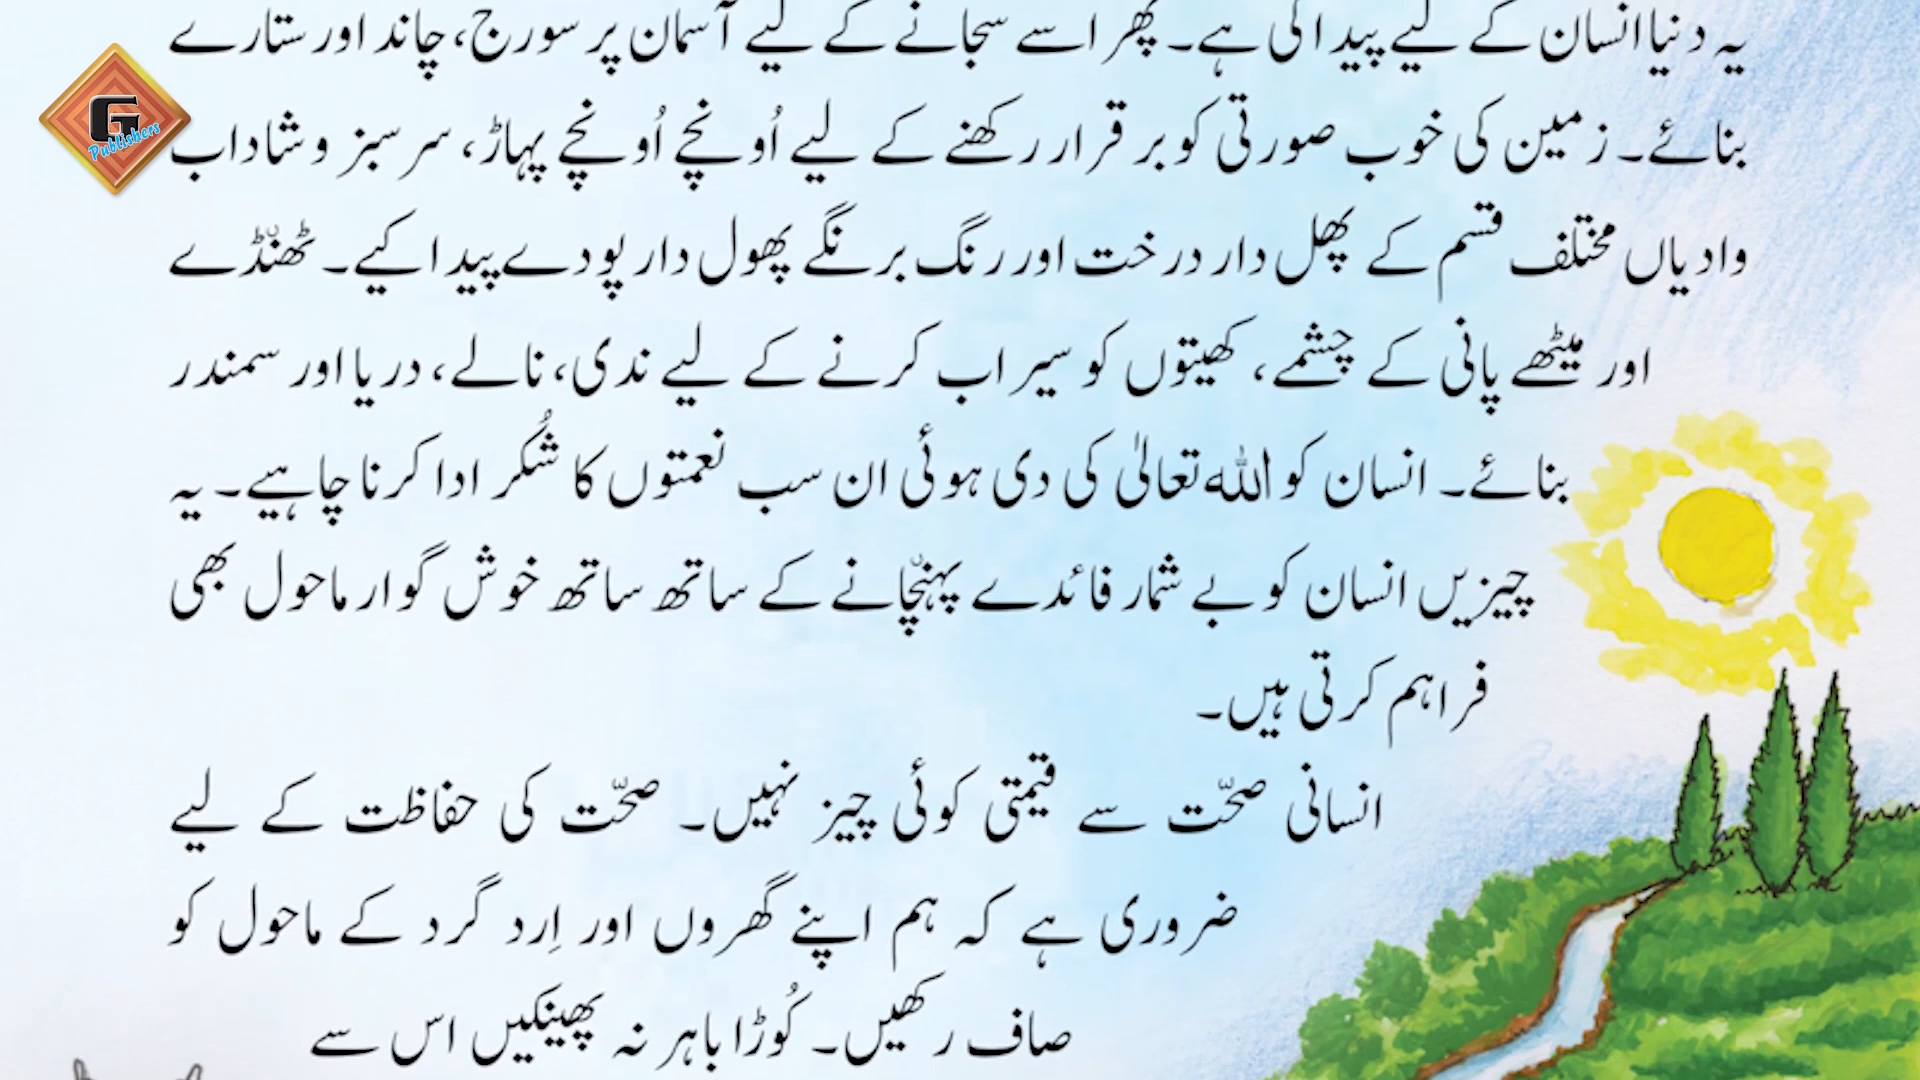 یہ دنیا انسان کے لیے پیدا کی ہے۔ پھر اسے سجانے کے لیے آسمان پر سورج، چاند اور ستارے
بنائے۔ زمین کی خوب صورتی کو برقرار رکھنے کے لیے اُونچے اُونچے پہاڑ، سرسبز و شاداب
وادیاں مختلف قسم کے پھل دار درخت اور رنگ برنگے پھول دار پودے پیدا کیے۔ ٹھنڈے
اور میٹھے پانی کے چشمے، کھیتوں کو سیراب کرنے کے لیے ندی، نالے، دریا اور سمندر
بنائے۔ انسان کو اللہ تعالیٰ کی دی ہوئی ان سب نعمتوں کا شُکر ادا کرنا چاہیے۔ یہ
چیزیں انسان کو بے شمار فائدے پہنچانے کے ساتھ ساتھ خوش گوار ماحول بھی
فراہم کرتی ہیں۔
انسانی صحّت سے قیمتی کوئی چیز نہیں۔ صحّت کی حفاظت کے لیے
ضروری ہے کہ ہم اپنے گھروں اور اِرد گرد کے ماحول کو
صاف رکھیں۔ کُوڑا باہر نہ پھینکیں اس سے
G
Publishers